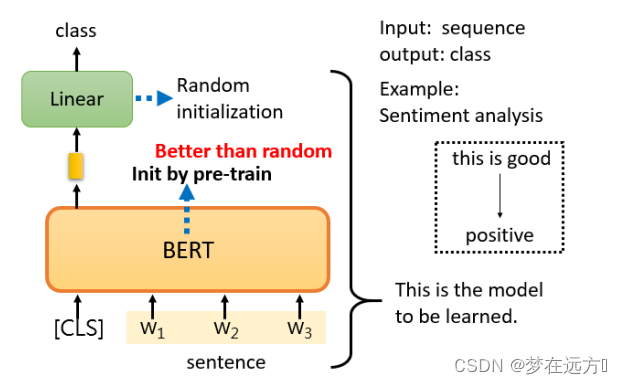 class
Linear
Random
initialization
Better than random
Init by pre-train
BERT
[CLS]
w1
w2
w3
sentence
Input: sequence
output: class
Example:
Sentiment analysis
this is good
positive
This is the model
to be learned.
CSDN @梦在远方